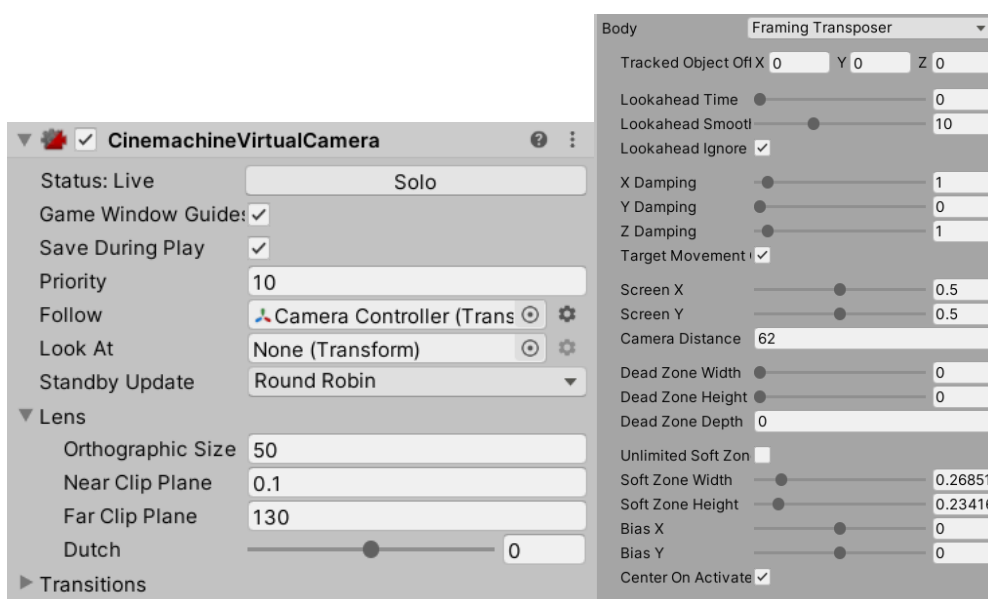 CinemachineVirtualCamera
Status: Live Solo
Game Window Guides
Save During Play
Priority 10
Follow Camera Controller (Trans
Look At None (Transform)
Standby Update Round Robin
Lens
Orthographic Size 50
Near Clip Plane 0.1
Far Clip Plane 130
Dutch 0
Transitions
Body Framing Transposer
Tracked Object Off X 0 Y 0 Z 0
Lookahead Time 0
Lookahead Smooth 10
Lookahead Ignore
X Damping 1
Y Damping 0
Z Damping 1
Target Movement
Screen X 0.5
Screen Y 0.5
Camera Distance 62
Dead Zone Width 0
Dead Zone Height 0
Dead Zone Depth 0
Unlimited Soft Zon
Soft Zone Width 0.26851
Soft Zone Height 0.23416
Bias X 0
Bias Y 0
Center On Activate